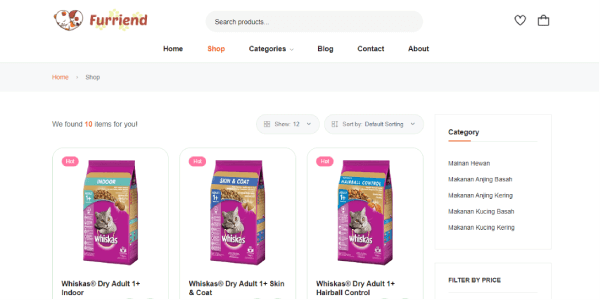 Furriend
Search products...
Home
Shop
Categories
Blog
Contact
About
Home
Shop
We found 10 items for you!
Show: 12
Sort by: Default Sorting
Hot
INDOOR
1+
whiskas
Whiskas® Dry Adult 1+
Indoor
Hot
SKIN & COAT
1+
whiskas
Whiskas® Dry Adult 1+ Skin
& Coat
Hot
HAIRBALL CONTROL
1+
whiskas
Whiskas® Dry Adult 1+
Hairball Control
Category
Mainan Hewan
Makanan Anjing Basah
Makanan Anjing Kering
Makanan Kucing Basah
Makanan Kucing Kering
FILTER BY PRICE